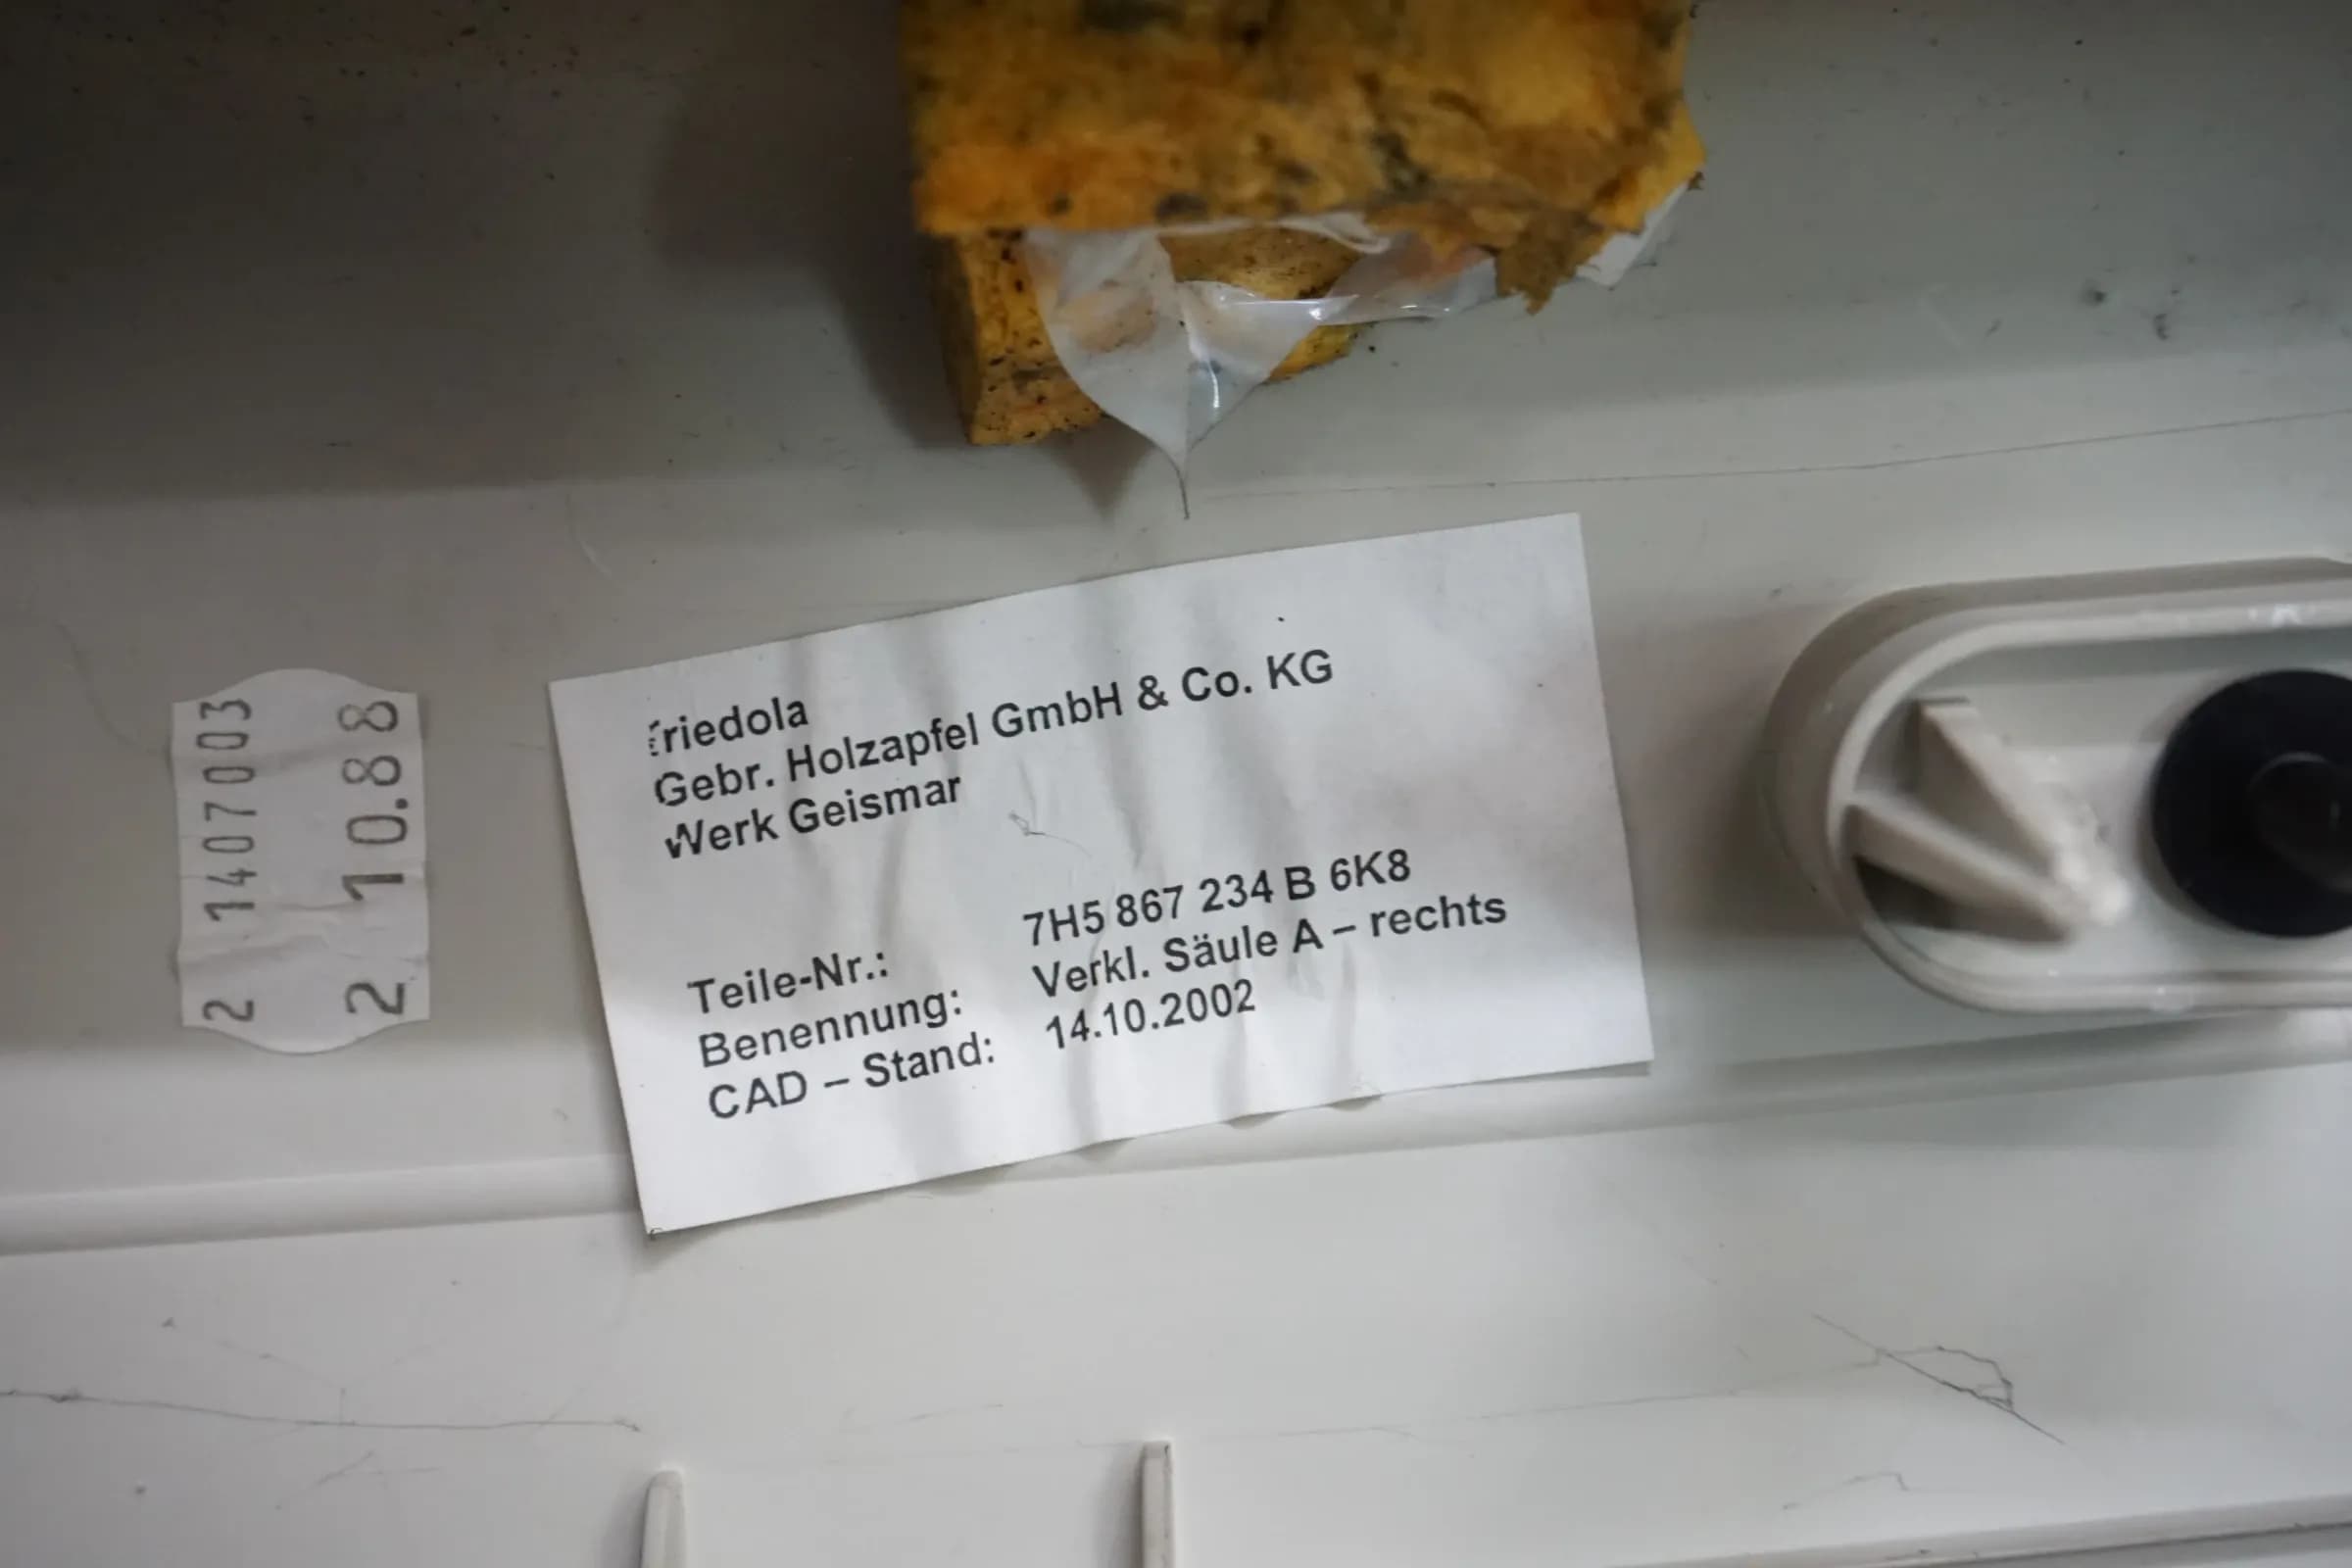 2 1407003
2 10.88
friedola
Gebr. Holzapfel GmbH & Co. KG
Werk Geismar
Teile-Nr.: 7H5 867 234 B 6K8
Benennung: Verkl. Säule A – rechts
CAD – Stand: 14.10.2002